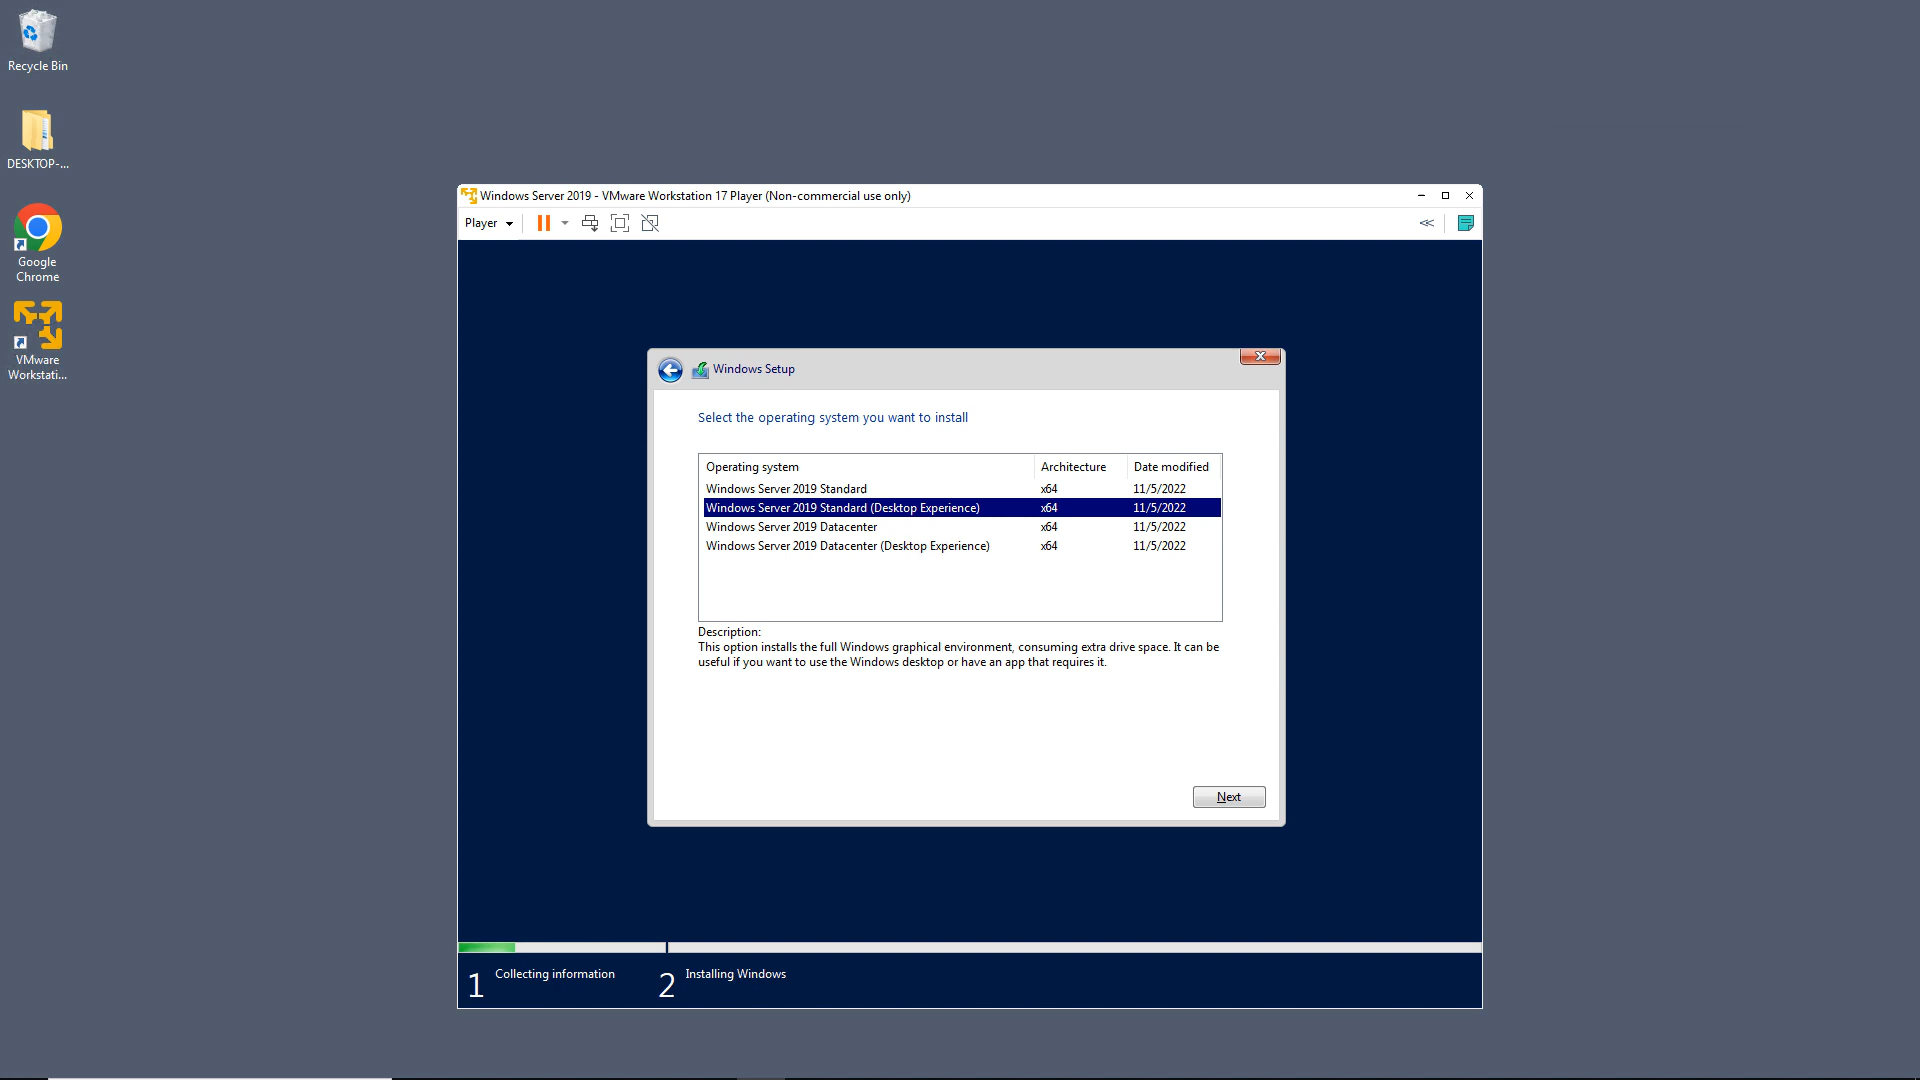 Recycle Bin
DESKTOP-...
Google
Chrome
VMware
Workstati...
Windows Server 2019 - VMware Workstation 17 Player (Non-commercial use only)
Player
Windows Setup
Select the operating system you want to install
Operating system Architecture Date modified
Windows Server 2019 Standard x64 11/5/2022
Windows Server 2019 Standard (Desktop Experience) x64 11/5/2022
Windows Server 2019 Datacenter x64 11/5/2022
Windows Server 2019 Datacenter (Desktop Experience) x64 11/5/2022
Description:
This option installs the full Windows graphical environment, consuming extra drive space. It can be
useful if you want to use the Windows desktop or have an app that requires it.
Next
1 Collecting information 2 Installing Windows